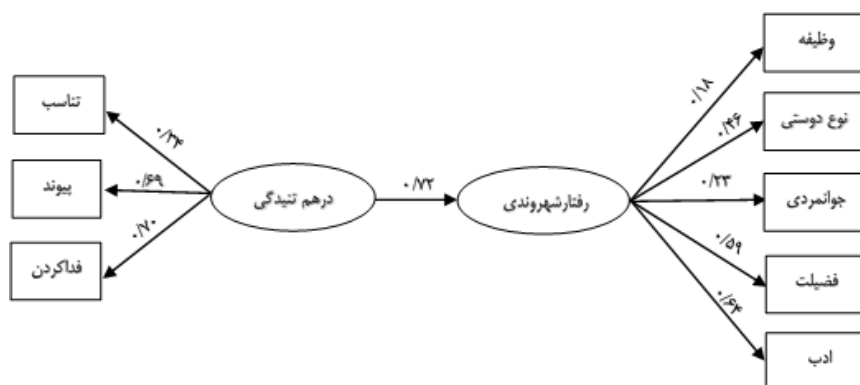 وظیفه
نوع دوستی
جوانمردی
فضیلت
ادب
۰/۱۸
۰/۴۶
۰/۲۳
۰/۵۹
۰/۶۴
رفتارشهروندی
۰/۷۲
درهم تنیدگی
۰/۳۴
۰/۶۹
۰/۷۰
تناسب
پیوند
فداکردن